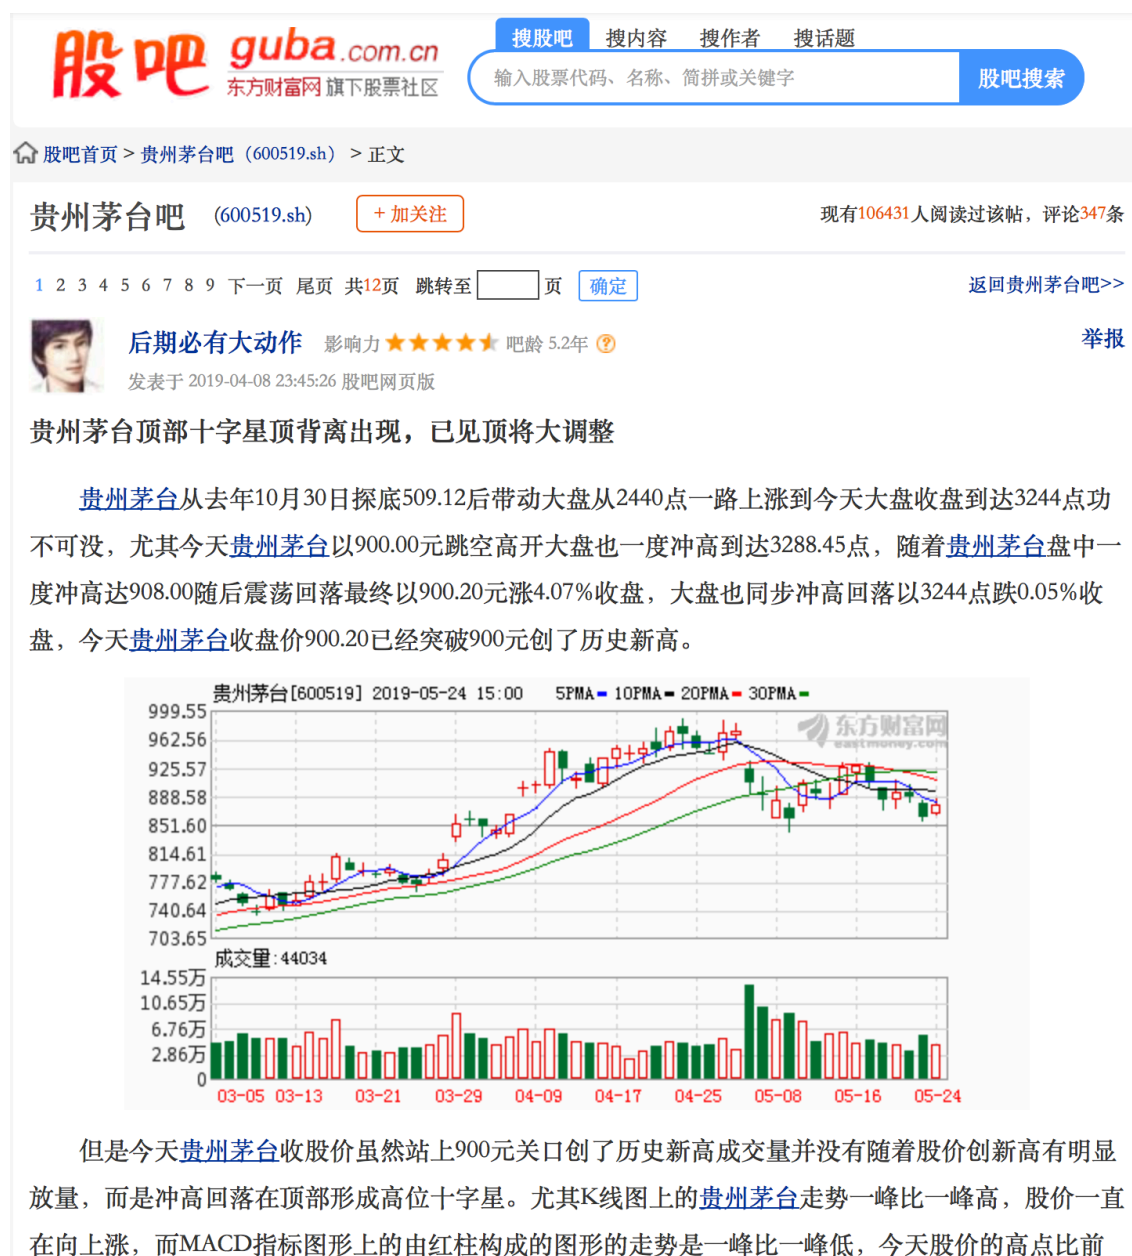 股吧 guba.com.cn
东方财富网 旗下股票社区
搜股吧 搜内容 搜作者 搜话题
输入股票代码、名称、简拼或关键字 股吧搜索
股吧首页 > 贵州茅台吧（600519.sh） > 正文
贵州茅台吧 (600519.sh) + 加关注 现有106431人阅读过该帖，评论347条
1 2 3 4 5 6 7 8 9 下一页 尾页 共12页 跳转至 页 确定 返回贵州茅台吧>>
后期必有大动作 影响力 吧龄 5.2年 ? 举报
发表于 2019-04-08 23:45:26 股吧网页版
贵州茅台顶部十字星顶背离出现，已见顶将大调整
贵州茅台从去年10月30日探底509.12后带动大盘从2440点一路上涨到今天大盘收盘到达3244点功
不可没，尤其今天贵州茅台以900.00元跳空高开大盘也一度冲高到达3288.45点，随着贵州茅台盘中一
度冲高达908.00随后震荡回落最终以900.20元涨4.07%收盘，大盘也同步冲高回落以3244点跌0.05%收
盘，今天贵州茅台收盘价900.20已经突破900元创了历史新高。
贵州茅台[600519] 2019-05-24 15:00 5PMA 10PMA 20PMA 30PMA
东方财富网
eastmoney.com
999.55
962.56
925.57
888.58
851.60
814.61
777.62
740.64
703.65
成交量:44034
14.55万
10.65万
6.76万
2.86万
0
03-05 03-13 03-21 03-29 04-09 04-17 04-25 05-08 05-16 05-24
但是今天贵州茅台收股价虽然站上900元关口创了历史新高成交量并没有随着股价创新高有明显
放量，而是冲高回落在顶部形成高位十字星。尤其K线图上的贵州茅台走势一峰比一峰高，股价一直
在向上涨，而MACD指标图形上的由红柱构成的图形的走势是一峰比一峰低，今天股价的高点比前